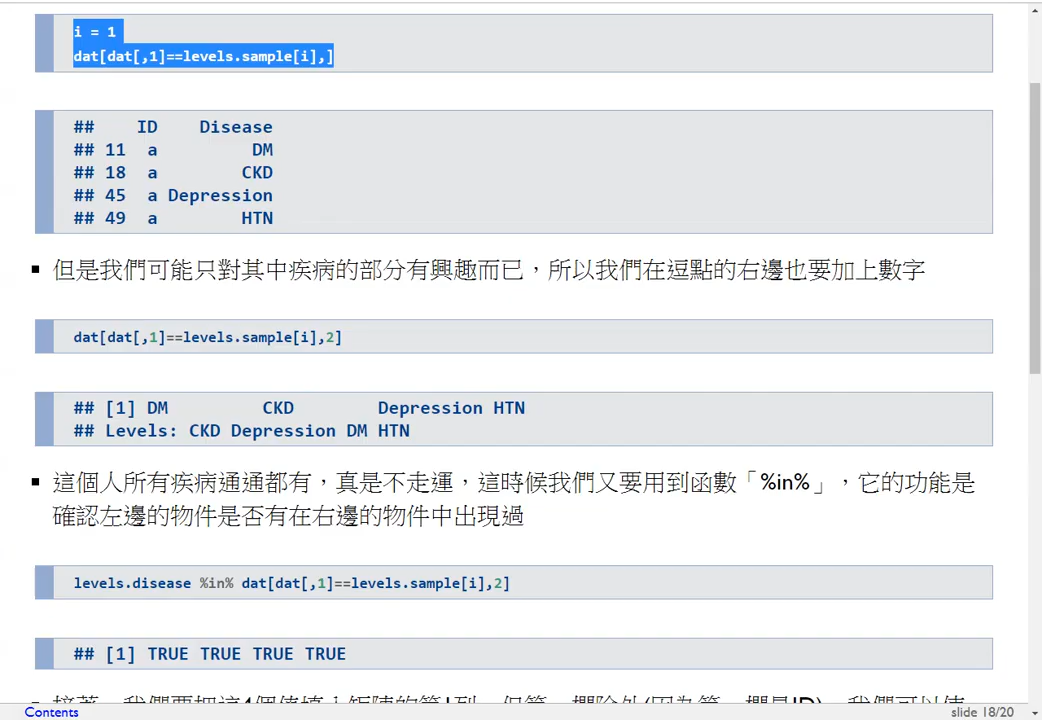 i = 1
dat[dat[,1]==levels.sample[i],]
## ID Disease
## 11 a DM
## 18 a CKD
## 45 a Depression
## 49 a HTN
▪ 但是我們可能只對其中疾病的部分有興趣而已，所以我們在逗點的右邊也要加上數字
dat[dat[,1]==levels.sample[i],2]
## [1] DM CKD Depression HTN
## Levels: CKD Depression DM HTN
▪ 這個人所有疾病通通都有，真是不走運，這時候我們又要用到函數「%in%」，它的功能是
確認左邊的物件是否有在右邊的物件中出現過
levels.disease %in% dat[dat[,1]==levels.sample[i],2]
## [1] TRUE TRUE TRUE TRUE
Contents
slide 18/20